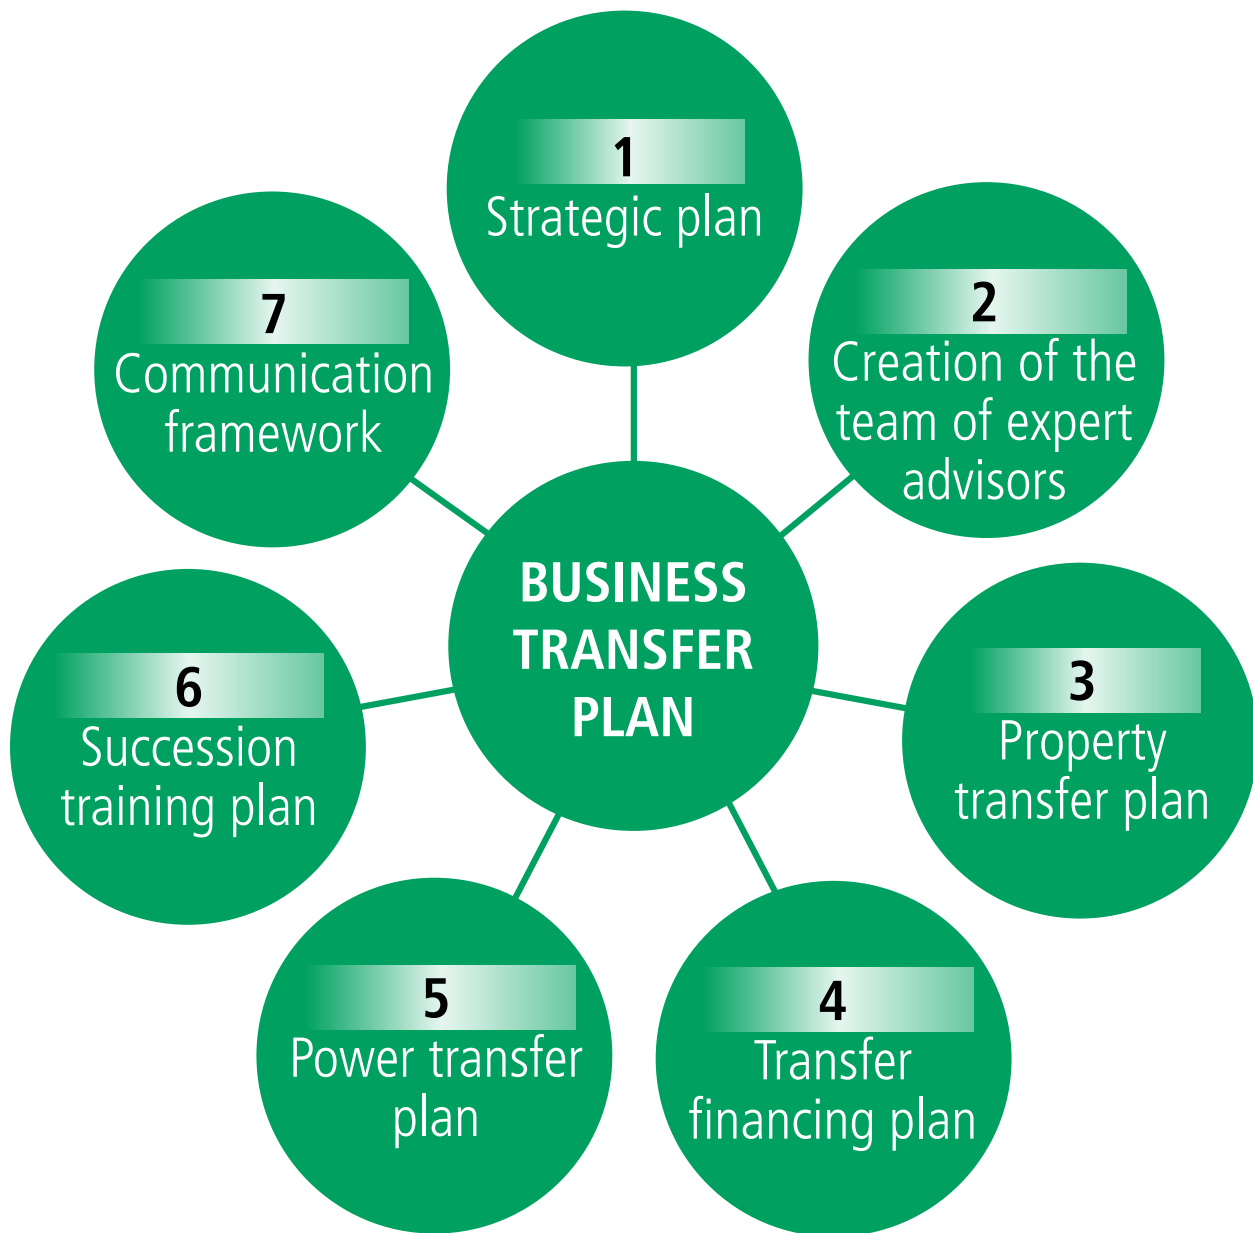 1
Strategic plan
2
Creation of the
team of expert
advisors
3
Property
transfer plan
4
Transfer
financing plan
5
Power transfer
plan
6
Succession
training plan
7
Communication
framework
BUSINESS
TRANSFER
PLAN